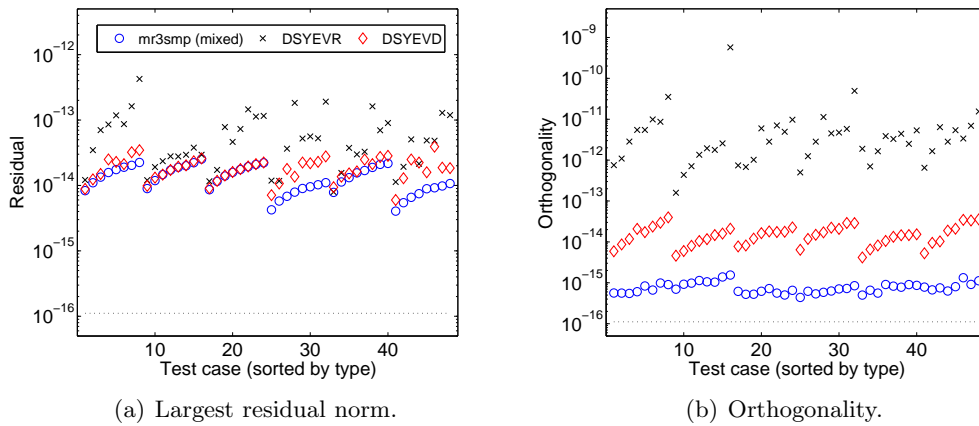 mr3smp (mixed) DSYEVR DSYEVD
Residual
10^-12
10^-13
10^-14
10^-15
10^-16
10 20 30 40
Test case (sorted by type)
(a) Largest residual norm.
Orthogonality
10^-9
10^-10
10^-11
10^-12
10^-13
10^-14
10^-15
10^-16
10 20 30 40
Test case (sorted by type)
(b) Orthogonality.